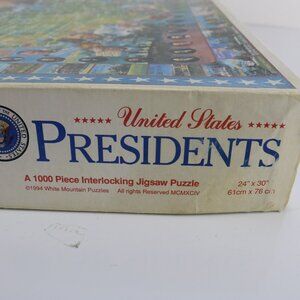 ★★★★★ United States ★★★★★
PRESIDENTS
A 1000 Piece Interlocking Jigsaw Puzzle
24" x 30"
©1994 White Mountain Puzzles All rights Reserved MCMXCIV
61cm x 76 cm